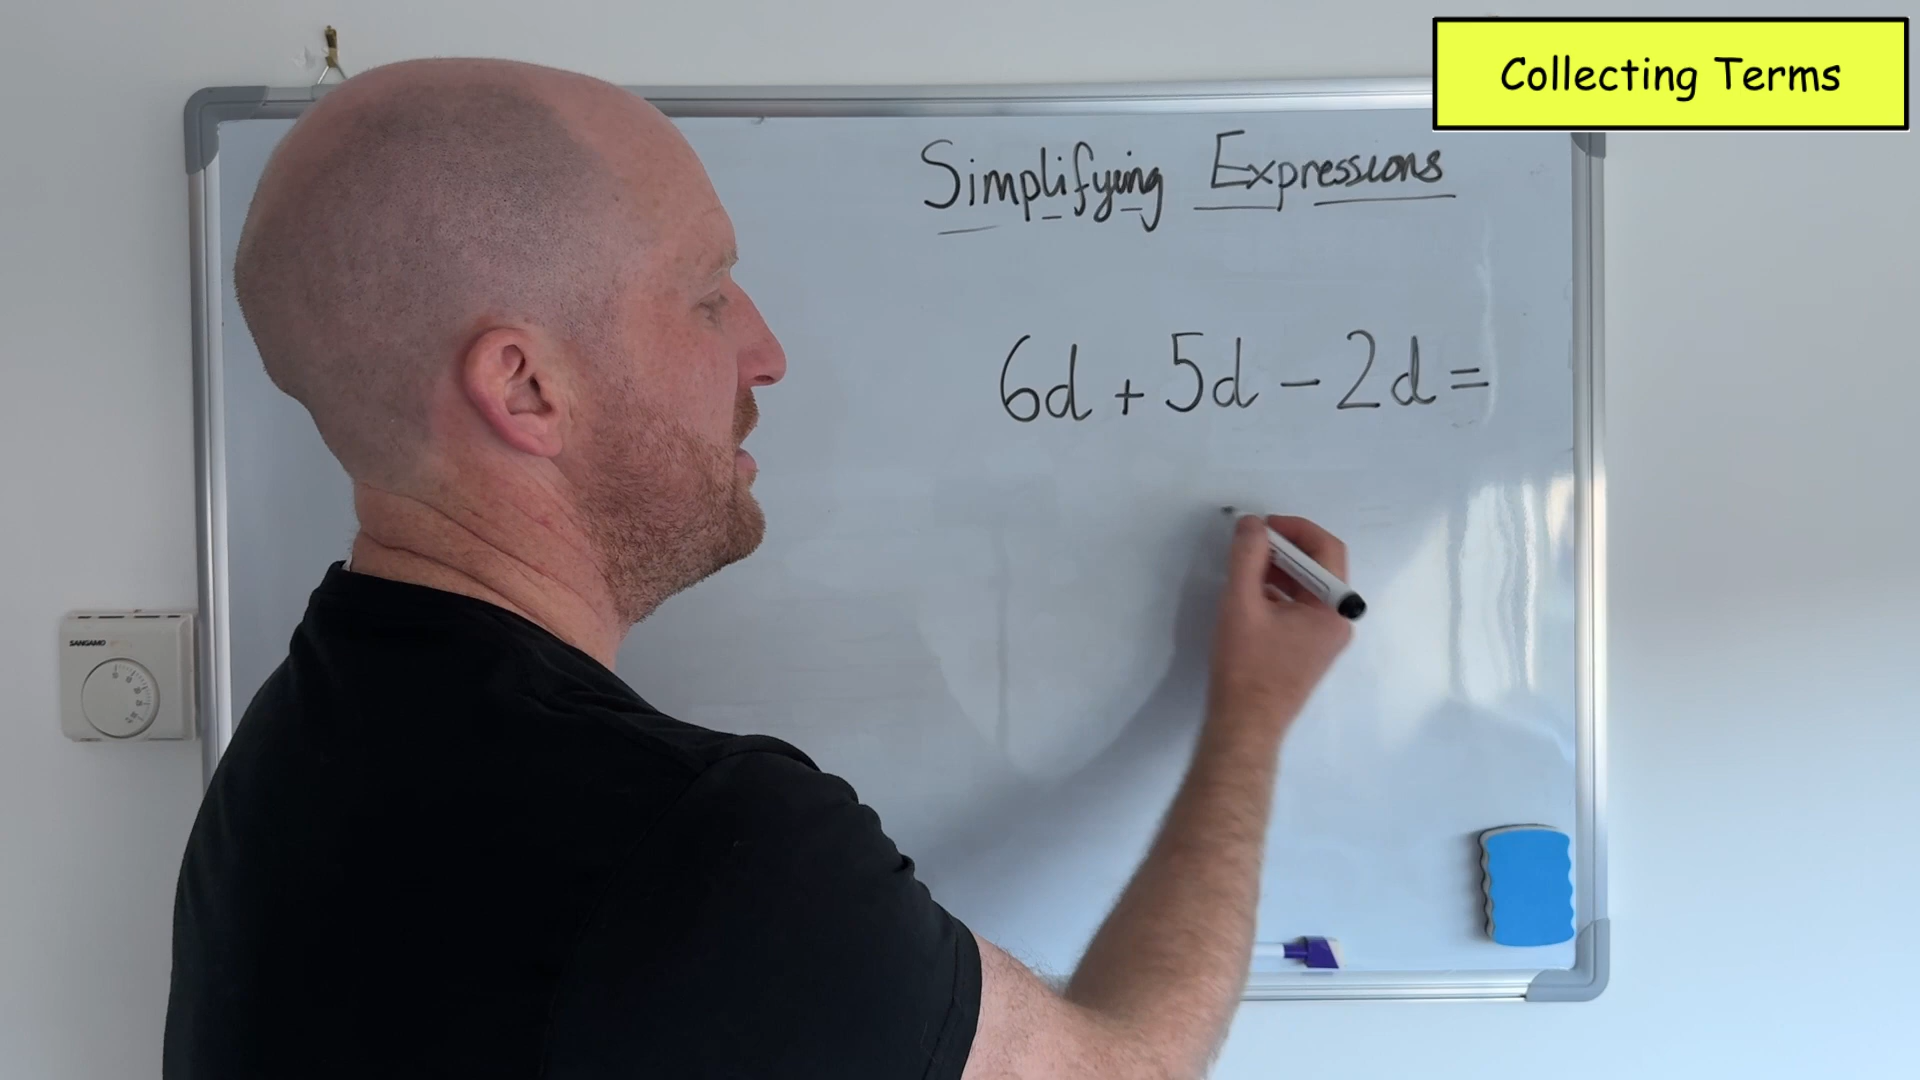 Collecting Terms
Simplifying Expressions
6d + 5d - 2d =
SANGAMO